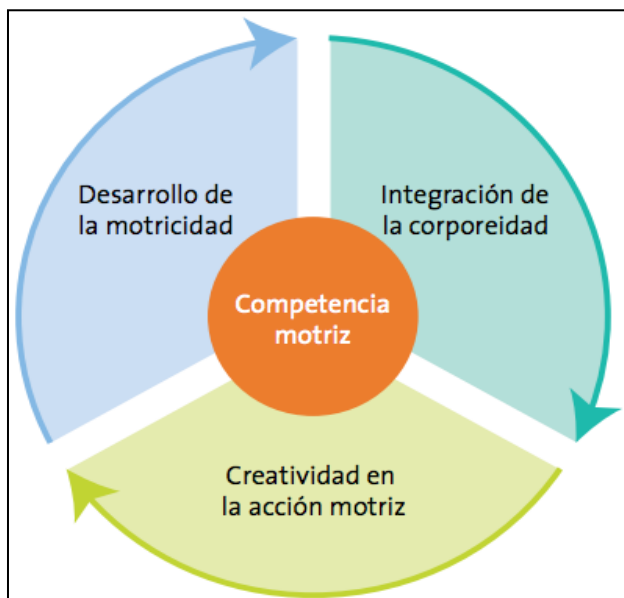 Desarrollo de
la motricidad
Integración de
la corporeidad
Competencia
motriz
Creatividad en
la acción motriz